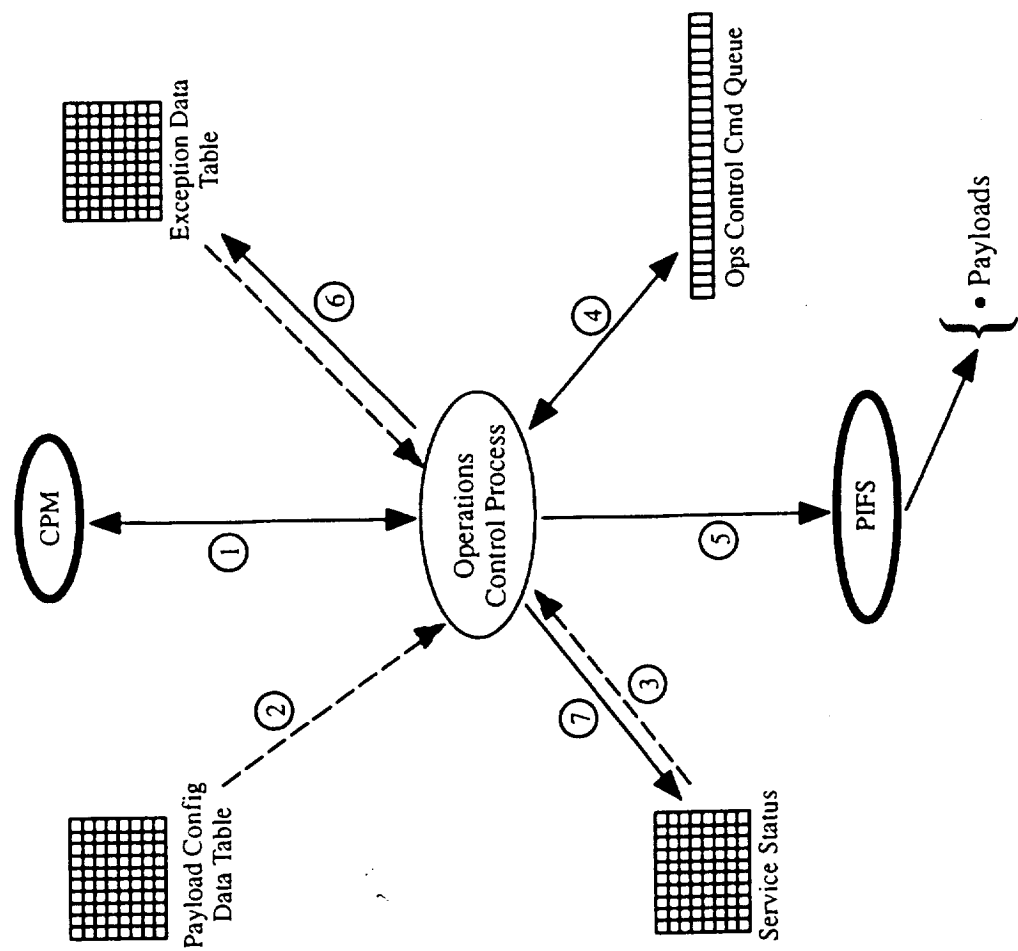 Payload Config
Data Table
CPM
Exception Data
Table
2
1
6
Operations
Control Process
7
3
5
4
Service Status
PIFS
Ops Control Cmd Queue
{ • Payloads